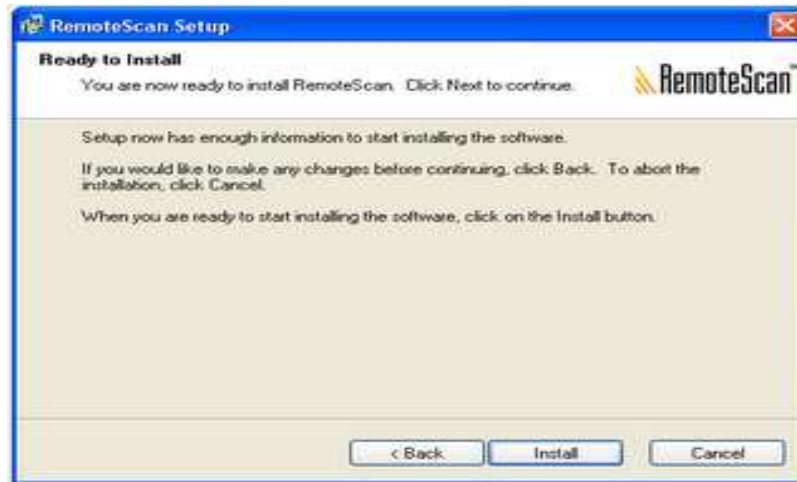 RemoteScan Setup
Ready to Install
You are now ready to install RemoteScan. Click Next to continue.
RemoteScan™
Setup now has enough information to start installing the software.
If you would like to make any changes before continuing, click Back. To abort the
installation, click Cancel.
When you are ready to start installing the software, click on the Install button.
< Back
Install
Cancel